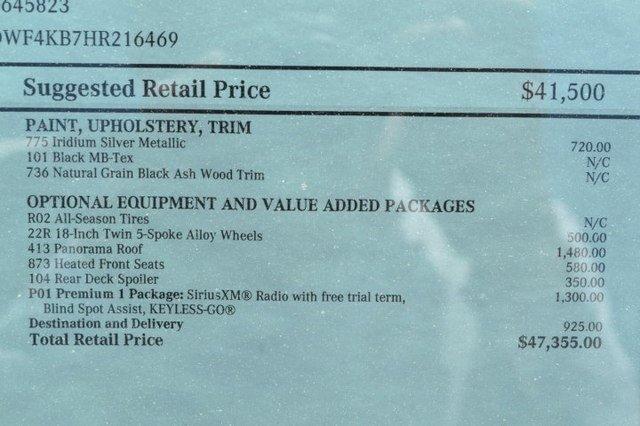 645823
WF4KB7HR216469
Suggested Retail Price $41,500
PAINT, UPHOLSTERY, TRIM
775 Iridium Silver Metallic 720.00
101 Black MB-Tex N/C
736 Natural Grain Black Ash Wood Trim N/C
OPTIONAL EQUIPMENT AND VALUE ADDED PACKAGES
R02 All-Season Tires N/C
22R 18-Inch Twin 5-Spoke Alloy Wheels 500.00
413 Panorama Roof 1,480.00
873 Heated Front Seats 580.00
104 Rear Deck Spoiler 350.00
P01 Premium 1 Package: SiriusXM® Radio with free trial term, 1,300.00
Blind Spot Assist, KEYLESS-GO®
Destination and Delivery 925.00
Total Retail Price $47,355.00